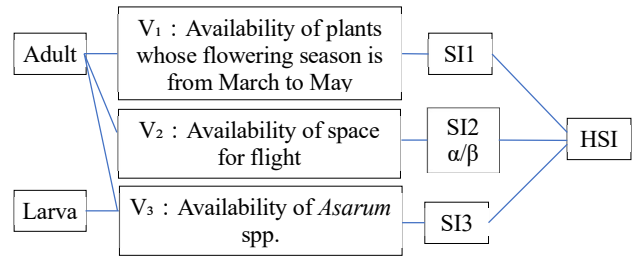 Adult
V₁：Availability of plants
whose flowering season is
from March to May
SI1
V₂：Availability of space
for flight
SI2
α/β
HSI
Larva
V₃：Availability of Asarum
spp.
SI3